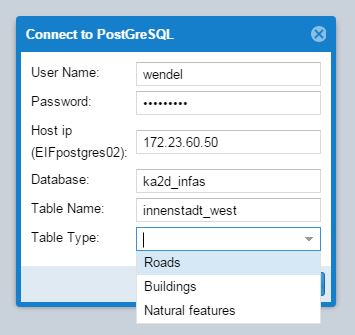 Connect to PostGreSQL
User Name: wendel
Password: •••••••••
Host ip
(EIFpostgres02): 172.23.60.50
Database: ka2d_infas
Table Name: innenstadt_west
Table Type:
Roads
Buildings
Natural features